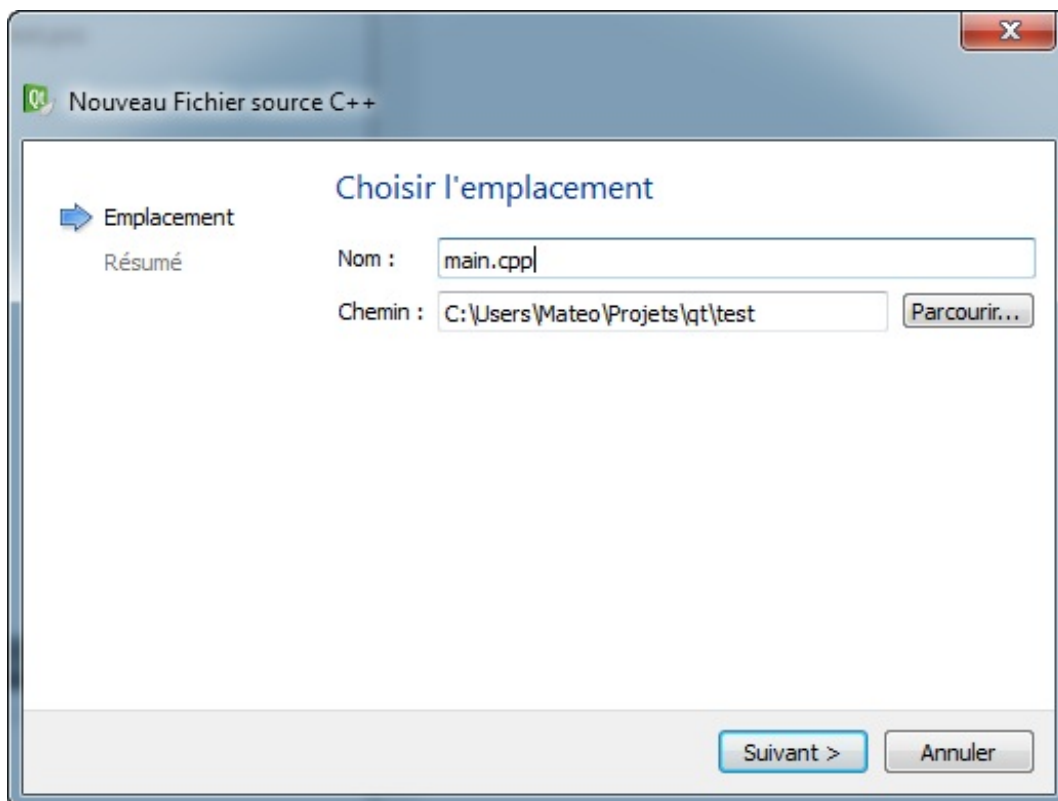 Nouveau Fichier source C++
Choisir l'emplacement
Emplacement
Résumé
Nom : main.cpp
Chemin : C:\Users\Mateo\Projets\qt\test Parcourir...
Suivant > Annuler